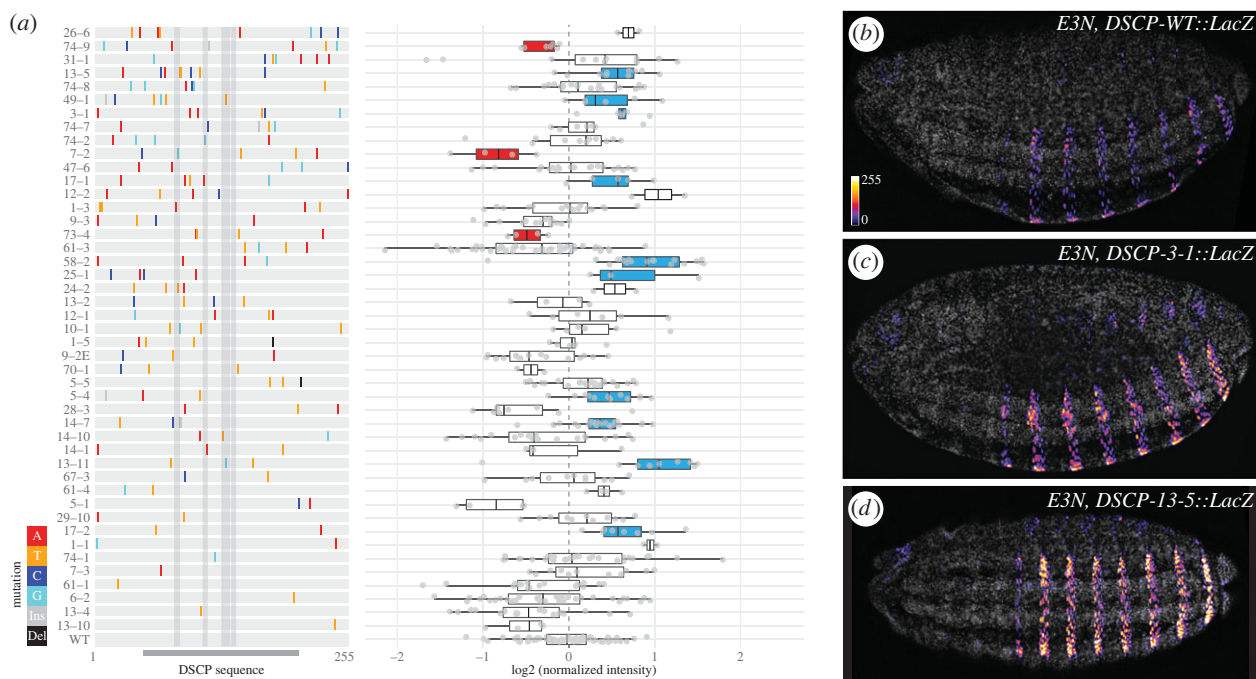 (a)
26–6
74–9
31–1
13–5
74–8
49–1
3–1
74–7
74–2
7–2
47–6
17–1
12–2
1–3
9–3
73–4
61–3
58–2
25–1
24–2
13–2
12–1
10–1
1–5
9–2E
70–1
5–5
5–4
28–3
14–7
14–10
14–1
13–11
67–3
61–4
5–1
29–10
17–2
1–1
74–1
7–3
61–1
6–2
13–4
13–10
WT
mutation
A
T
C
G
Ins
Del
1
255
DSCP sequence
–2
–1
0
1
2
log2 (normalized intensity)
(b)
E3N, DSCP-WT::LacZ
255
0
(c)
E3N, DSCP-3-1::LacZ
(d)
E3N, DSCP-13-5::LacZ